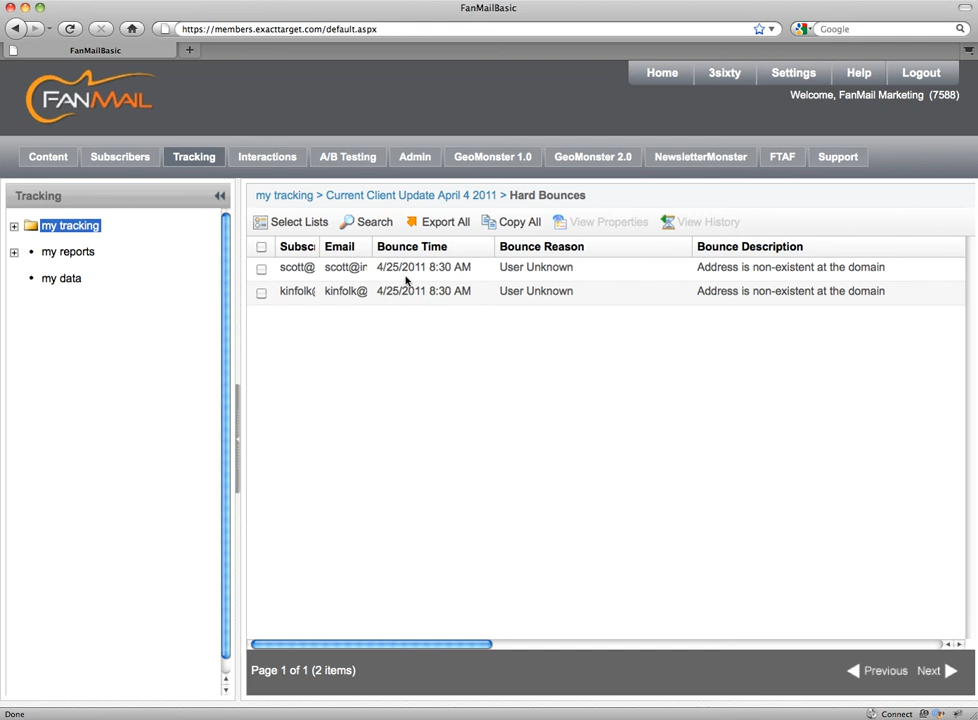 FanMailBasic
https://members.exacttarget.com/default.aspx
Google
FanMailBasic
Home 3sixty Settings Help Logout
FANMAIL
Welcome, FanMail Marketing (7588)
Content Subscribers Tracking Interactions A/B Testing Admin GeoMonster 1.0 GeoMonster 2.0 NewsletterMonster FTAF Support
Tracking
my tracking > Current Client Update April 4 2011 > Hard Bounces
my tracking
my reports
my data
Select Lists Search Export All Copy All View Properties View History
Subsc Email Bounce Time Bounce Reason Bounce Description
scott@ scott@in 4/25/2011 8:30 AM User Unknown Address is non-existent at the domain
kinfolk@ kinfolk@ 4/25/2011 8:30 AM User Unknown Address is non-existent at the domain
Page 1 of 1 (2 items)
Previous Next
Done
Connect